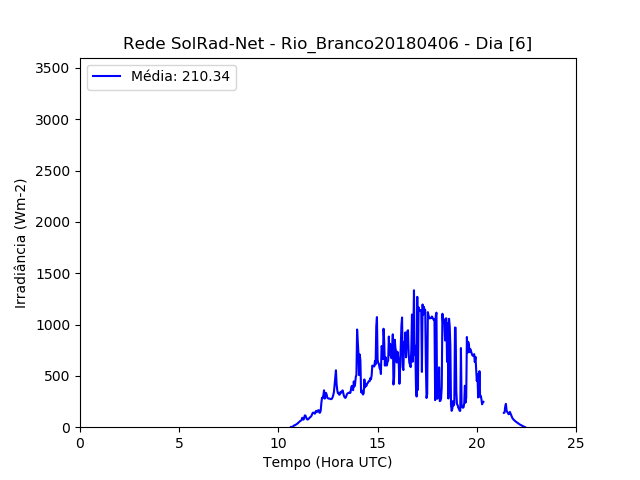 Rede SolRad-Net - Rio_Branco20180406 - Dia [6]
Média: 210.34
3500
3000
2500
2000
1500
1000
500
0
Irradiância (Wm-2)
0 5 10 15 20 25
Tempo (Hora UTC)